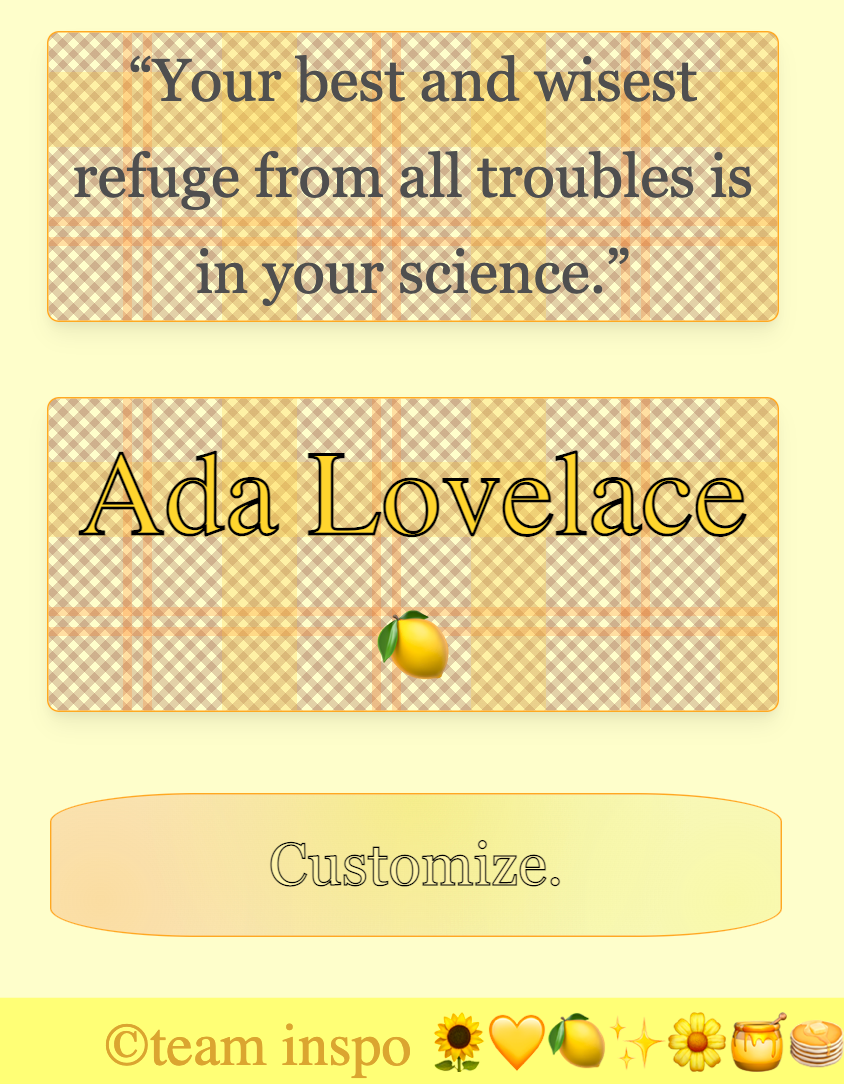 “Your best and wisest
refuge from all troubles is
in your science.”
Ada Lovelace
🍋
Customize.
©team inspo 🌻💛🍋✨🌼🍯🥞